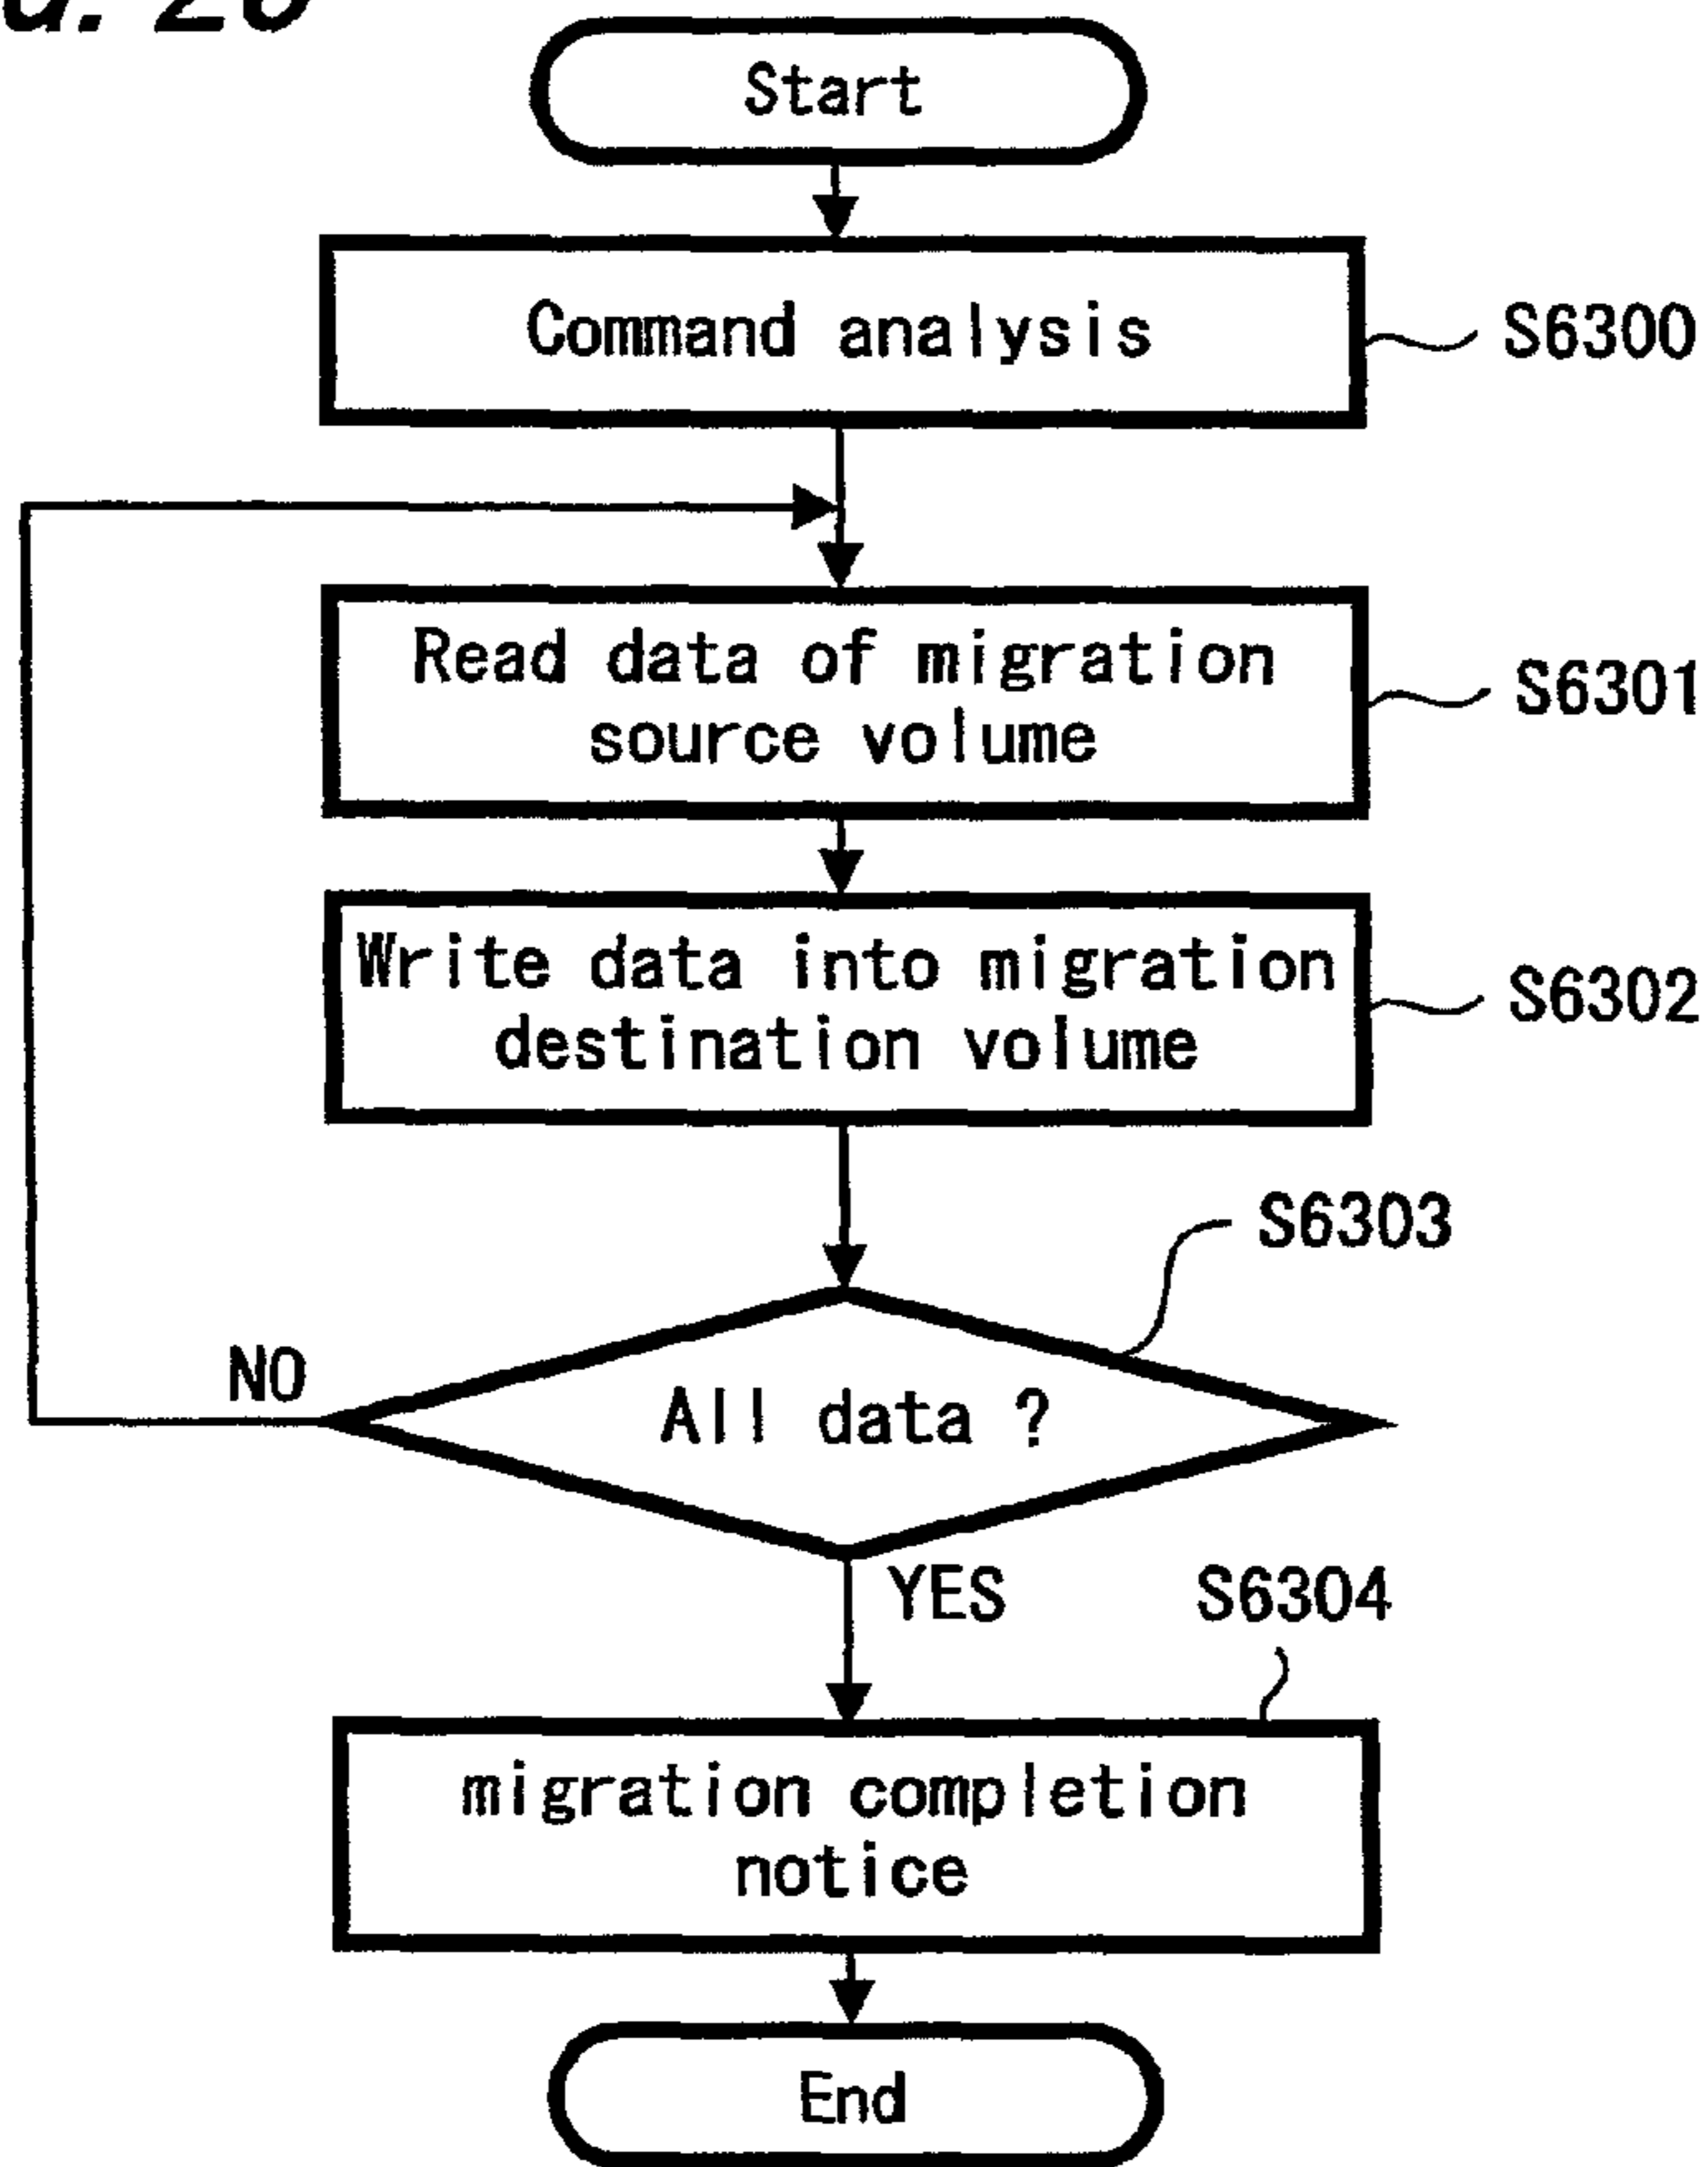 Start
Command analysis
S6300
Read data of migration
source volume
S6301
Write data into migration
destination volume
S6302
S6303
NO
All data ?
YES
S6304
migration completion
notice
End